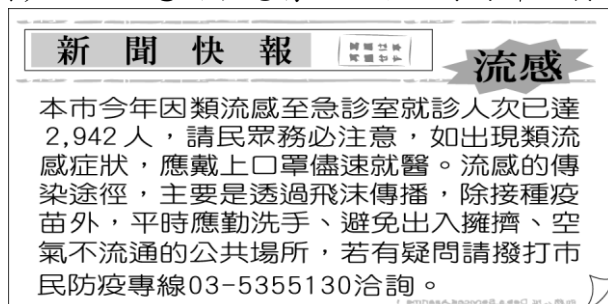 新聞快報
流感
本市今年因類流感至急診室就診人次已達
2,942人，請民眾務必注意，如出現類流
感症狀，應戴上口罩儘速就醫。流感的傳
染途徑，主要是透過飛沫傳播，除接種疫
苗外，平時應勤洗手、避免出入擁擠、空
氣不流通的公共場所，若有疑問請撥打市
民防疫專線03-5355130洽詢。